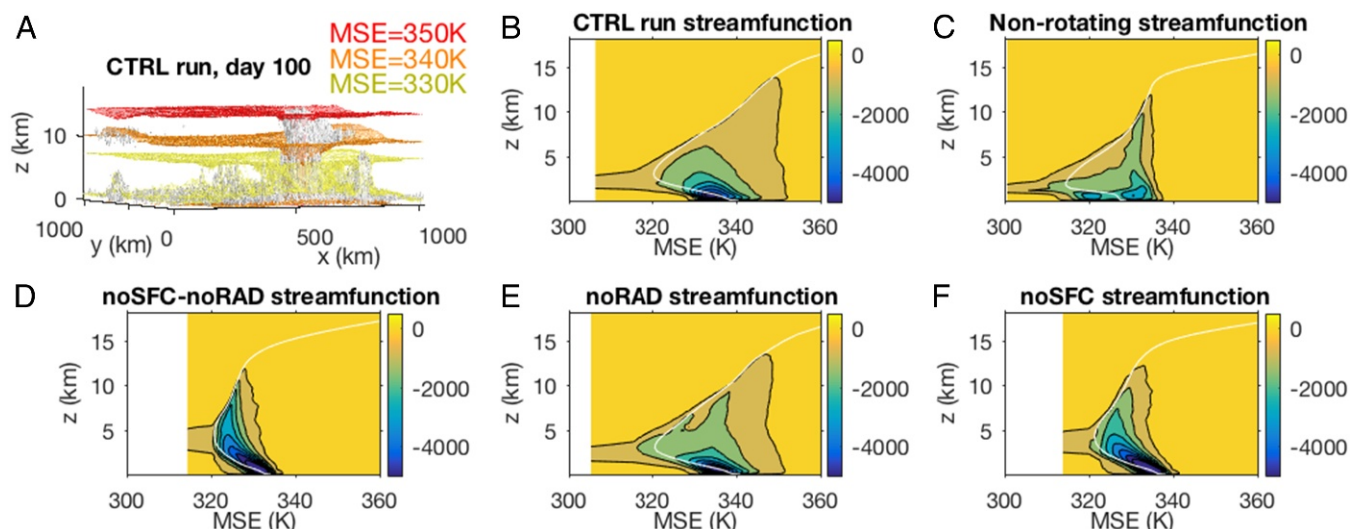 A
CTRL run, day 100
MSE=350K
MSE=340K
MSE=330K
z (km)
10
0
1000
y (km)
0
500
x (km)
1000
B
CTRL run streamfunction
z (km)
15
10
5
300
320
340
360
MSE (K)
0
-2000
-4000
C
Non-rotating streamfunction
z (km)
15
10
5
300
320
340
360
MSE (K)
0
-2000
-4000
D
noSFC-noRAD streamfunction
z (km)
15
10
5
300
320
340
360
MSE (K)
0
-2000
-4000
E
noRAD streamfunction
z (km)
15
10
5
300
320
340
360
MSE (K)
0
-2000
-4000
F
noSFC streamfunction
z (km)
15
10
5
300
320
340
360
MSE (K)
0
-2000
-4000